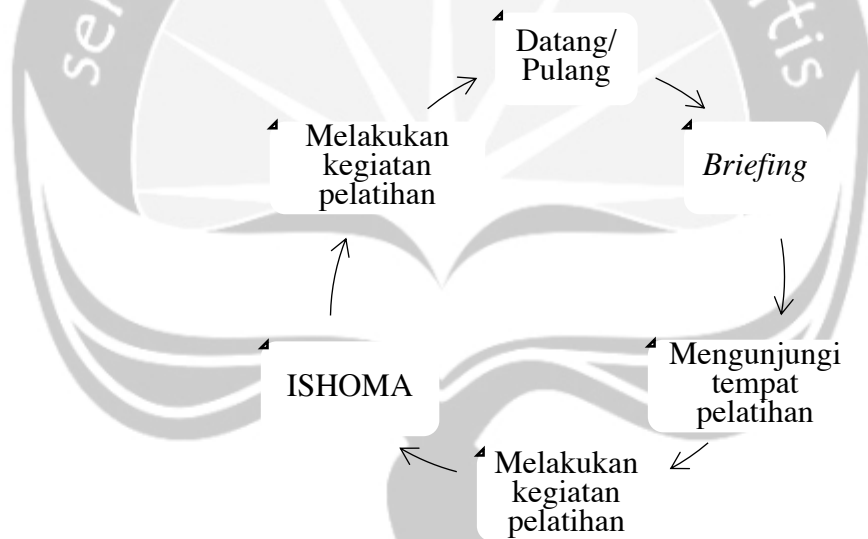 Datang/
Pulang
Briefing
Mengunjungi
tempat
pelatihan
Melakukan
kegiatan
pelatihan
ISHOMA
Melakukan
kegiatan
pelatihan